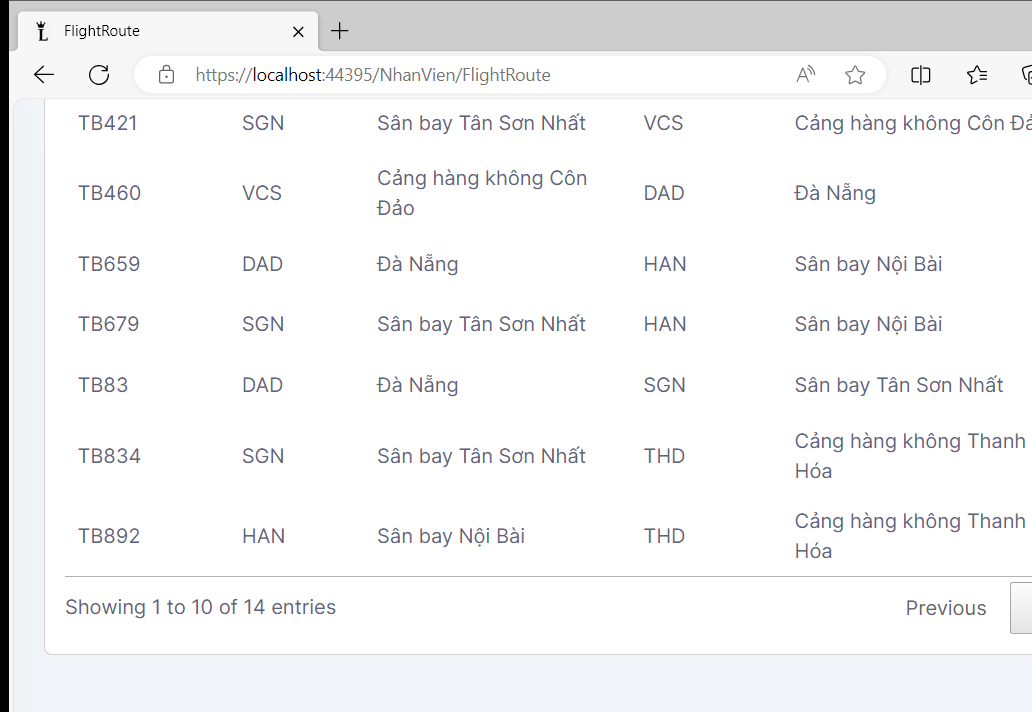 FlightRoute
https://localhost:44395/NhanVien/FlightRoute
TB421 SGN Sân bay Tân Sơn Nhất VCS Cảng hàng không Côn
TB460 VCS Cảng hàng không Côn Đảo DAD Đà Nẵng
TB659 DAD Đà Nẵng HAN Sân bay Nội Bài
TB679 SGN Sân bay Tân Sơn Nhất HAN Sân bay Nội Bài
TB83 DAD Đà Nẵng SGN Sân bay Tân Sơn Nhất
TB834 SGN Sân bay Tân Sơn Nhất THD Cảng hàng không Thanh Hóa
TB892 HAN Sân bay Nội Bài THD Cảng hàng không Thanh Hóa
Showing 1 to 10 of 14 entries Previous